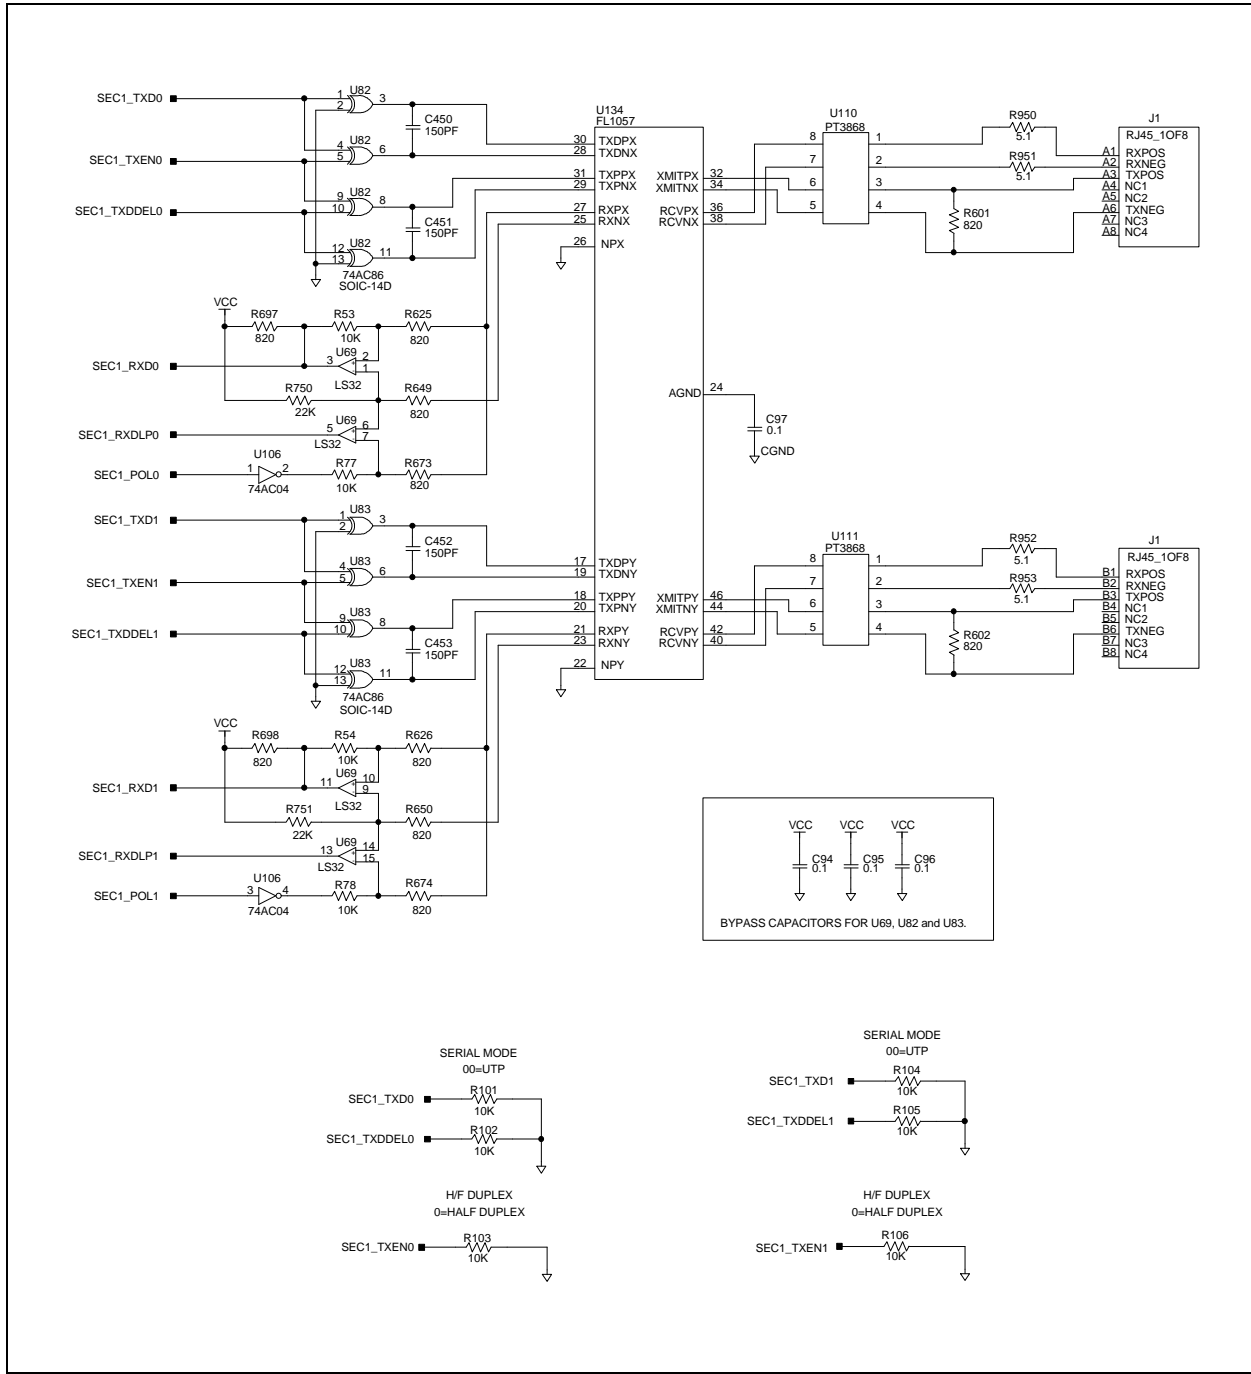 SEC1_TXD0
SEC1_TXEN0
SEC1_TXDDEL0
U82
1
2
3
U82
4
5
6
U82
9
10
8
U82
12
13
11
74AC86
SOIC-14D
C450
150PF
C451
150PF
U134
FL1057
30 TXDPX
28 TXDNX
31 TXPPX
29 TXPNX
27 RXPX
25 RXNX
26 NPX
XMITPX 32
XMITNX 34
RCVPX 36
RCVNX 38
AGND 24
C97
0.1
CGND
U110
PT3868
8 1
7 2
6 3
5 4
R950
5.1
R951
5.1
R601
820
J1
RJ45_1OF8
A1 RXPOS
A2 RXNEG
A3 TXPOS
A4 NC1
A5 NC2
A6 TXNEG
A7 NC3
A8 NC4
VCC
R697
820
R53
10K
R625
820
SEC1_RXD0
U69
3 2
1
LS32
R750
22K
R649
820
SEC1_RXDLP0
U69
5 6
7
LS32
SEC1_POL0
U106
1 2
74AC04
R77
10K
R673
820
SEC1_TXD1
SEC1_TXEN1
SEC1_TXDDEL1
U83
1
2
3
U83
4
5
6
U83
9
10
8
U83
12
13
11
74AC86
SOIC-14D
C452
150PF
C453
150PF
17 TXDPY
19 TXDNY
18 TXPPY
20 TXPNY
21 RXPY
23 RXNY
22 NPY
XMITPY 46
XMITNY 44
RCVPY 42
RCVNY 40
U111
PT3868
8 1
7 2
6 3
5 4
R952
5.1
R953
5.1
R602
820
J1
RJ45_1OF8
B1 RXPOS
B2 RXNEG
B3 TXPOS
B4 NC1
B5 NC2
B6 TXNEG
B7 NC3
B8 NC4
VCC
R698
820
R54
10K
R626
820
SEC1_RXD1
U69
11 10
9
LS32
R751
22K
R650
820
SEC1_RXDLP1
U69
13 14
15
LS32
SEC1_POL1
U106
3 4
74AC04
R78
10K
R674
820
VCC VCC VCC
C94
0.1
C95
0.1
C96
0.1
BYPASS CAPACITORS FOR U69, U82 and U83.
SERIAL MODE
00=UTP
SEC1_TXD0
R101
10K
SEC1_TXDDEL0
R102
10K
H/F DUPLEX
0=HALF DUPLEX
SEC1_TXEN0
R103
10K
SERIAL MODE
00=UTP
SEC1_TXD1
R104
10K
SEC1_TXDDEL1
R105
10K
H/F DUPLEX
0=HALF DUPLEX
SEC1_TXEN1
R106
10K